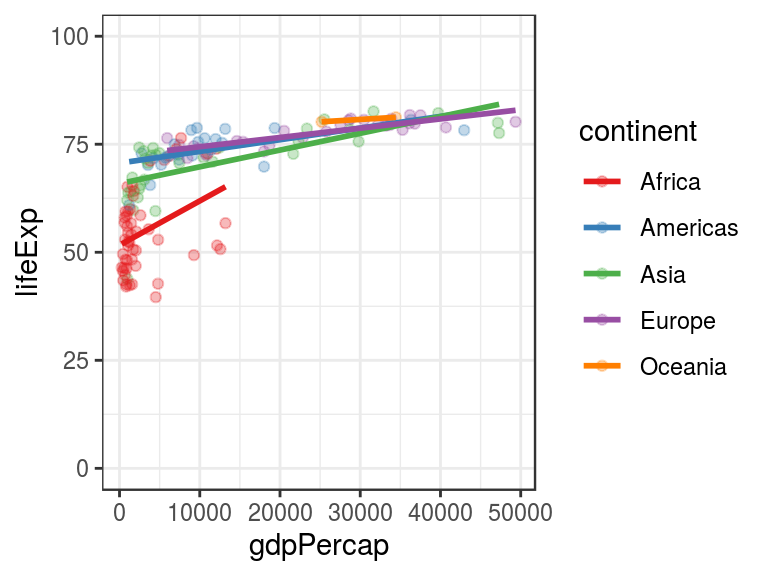 100
75
50
25
0
lifeExp
0 10000 20000 30000 40000 50000
gdpPercap
continent
Africa
Americas
Asia
Europe
Oceania